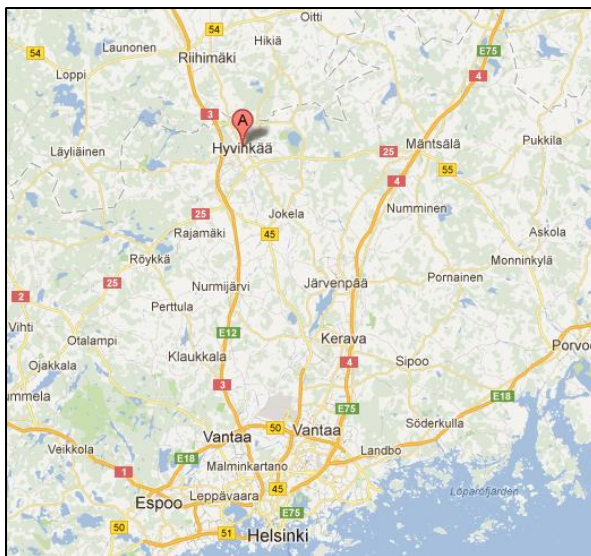 Oitti
54
Launonen
Hikiä
Riihimäki
E75
54
Loppi
4
3
A
Hyvinkää
Läyliäinen
25
Mäntsälä
Pukkila
4
55
25
Jokela
Numminen
Rajamäki
45
Askola
Röykkä
Monninkylä
25
Järvenpää
Pornainen
2
Nurmijärvi
Perttula
Vihti
E12
Otalampi
Kerava
Klaukkala
4
Sipoo
Porvoo
Ojakkala
3
E18
ummela
E75
50
Söderkulla
Vantaa
Vantaa
Veikkola
E18
Landbo
1
Malminkartano
45
Leppävaara
Löparöfjärden
Espoo
E75
50
51
Helsinki